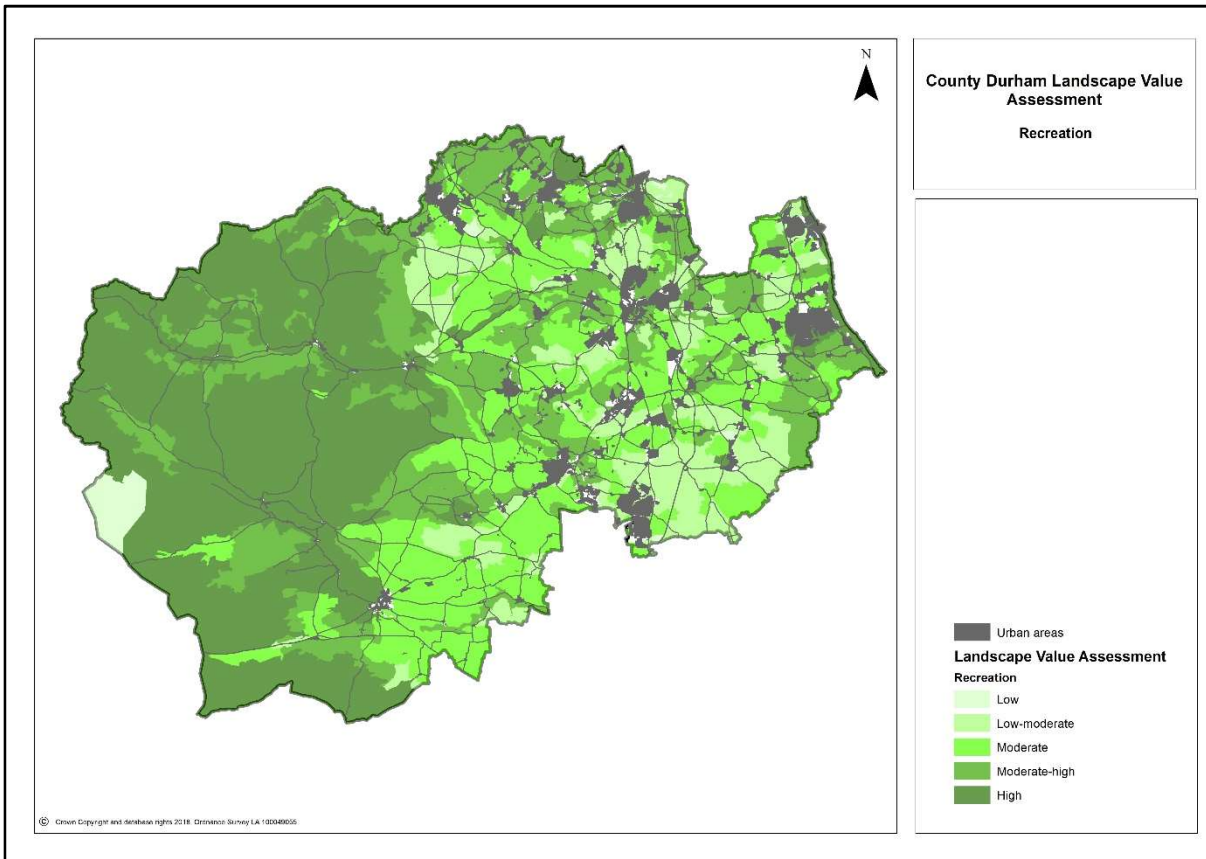 N
County Durham Landscape Value
Assessment
Recreation
Urban areas
Landscape Value Assessment
Recreation
Low
Low-moderate
Moderate
Moderate-high
High
© Crown Copyright and database rights 2018. Ordnance Survey LA 100049055